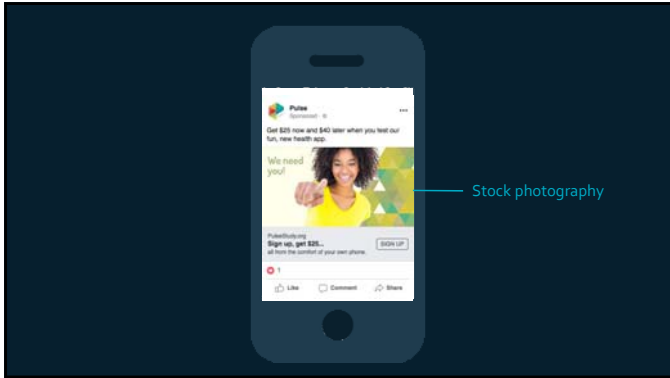 Pulse
Sponsored ·
Get $25 now and $40 later when you test our
fun, new health app.
We need
you!
Stock photography
PulseStudy.org
Sign up, get $25...
all from the comfort of your own phone.
SIGN UP
1
Like Comment Share